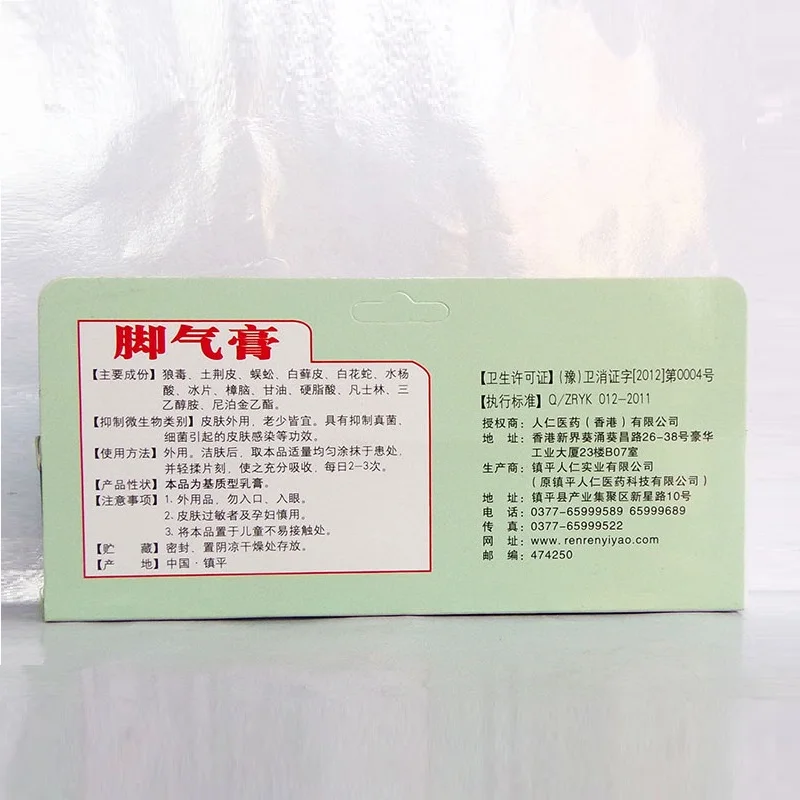 脚气膏
【主要成份】狼毒、土荆皮、蜈蚣、白藓皮、白花蛇、水杨
酸、冰片、樟脑、甘油、硬脂酸、凡士林、三
乙醇胺、尼泊金乙酯。
【抑制微生物类别】皮肤外用，老少皆宜。具有抑制真菌、
细菌引起的皮肤感染等功效。
【使用方法】外用。洁肤后，取本品适量均匀涂抹于患处，
并轻揉片刻，使之充分吸收，每日2-3次。
【产品性状】本品为基质型乳膏。
【注意事项】1. 外用品，勿入口、入眼。
2. 皮肤过敏者及孕妇慎用。
3. 将本品置于儿童不易接触处。
【贮 藏】密封、置阴凉干燥处存放。
【产 地】中国·镇平
【卫生许可证】(豫)卫消证字[2012]第0004号
【执行标准】Q/ZRYK 012-2011
授权商：人仁医药（香港）有限公司
地 址：香港新界葵涌葵昌路26-38号豪华
工业大厦23楼B07室
生产商：镇平人仁实业有限公司
（原镇平人仁医药科技有限公司）
地 址：镇平县产业集聚区新星路10号
电 话：0377-65999589 65999689
传 真：0377-65999522
网 址：www.renrenyiyao.com
邮 编：474250